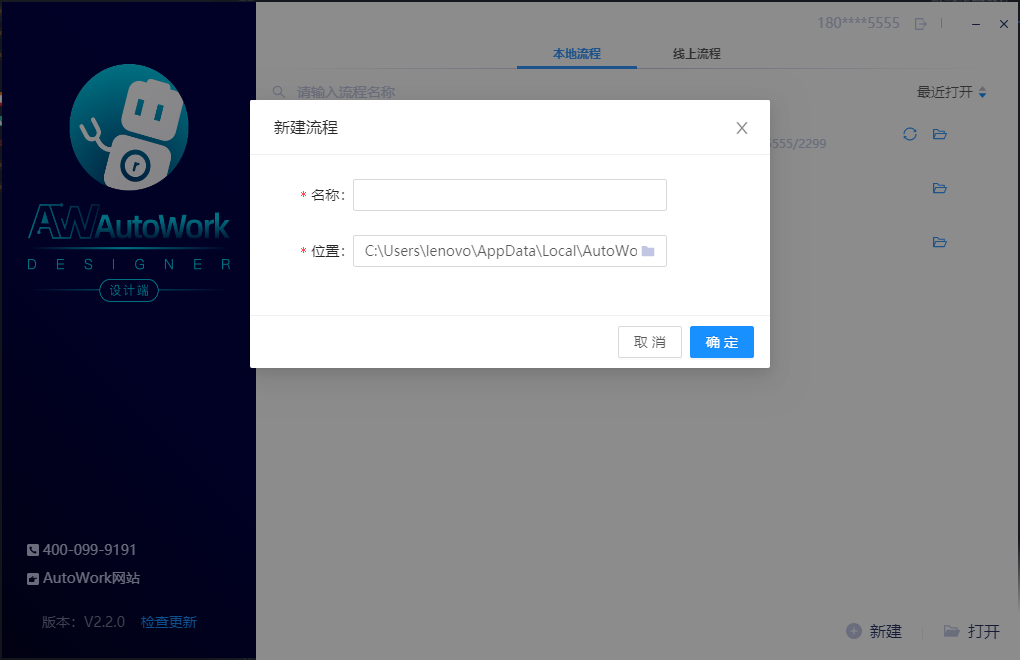 180****5555
本地流程
线上流程
请输入流程名称
最近打开
新建流程
5555/2299
* 名称:
* 位置: C:\Users\lenovo\AppData\Local\AutoWo
取 消
确 定
r
AW AutoWork
DESIGNER
设计端
400-099-9191
AutoWork网站
版本: V2.2.0 检查更新
新建
打开